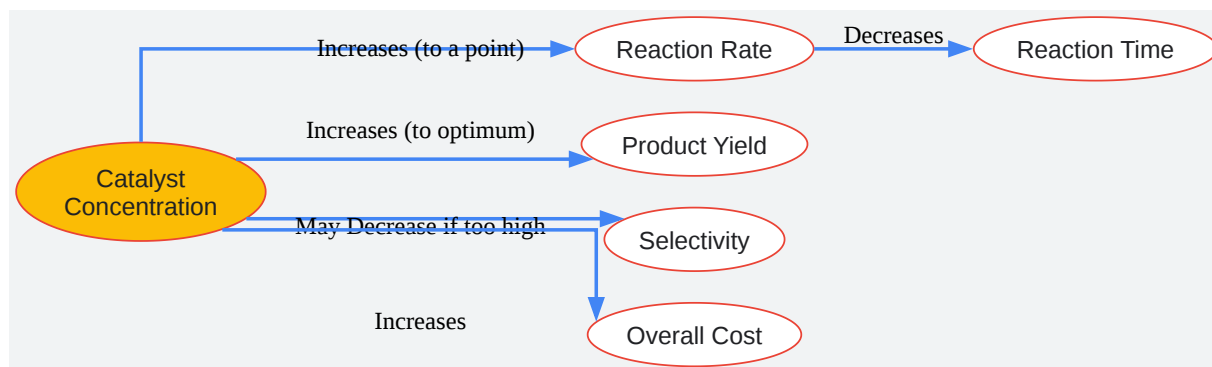 Increases (to a point)
Reaction Rate
Decreases
Reaction Time
Increases (to optimum)
Product Yield
Catalyst
Concentration
May Decrease if too high
Selectivity
Increases
Overall Cost